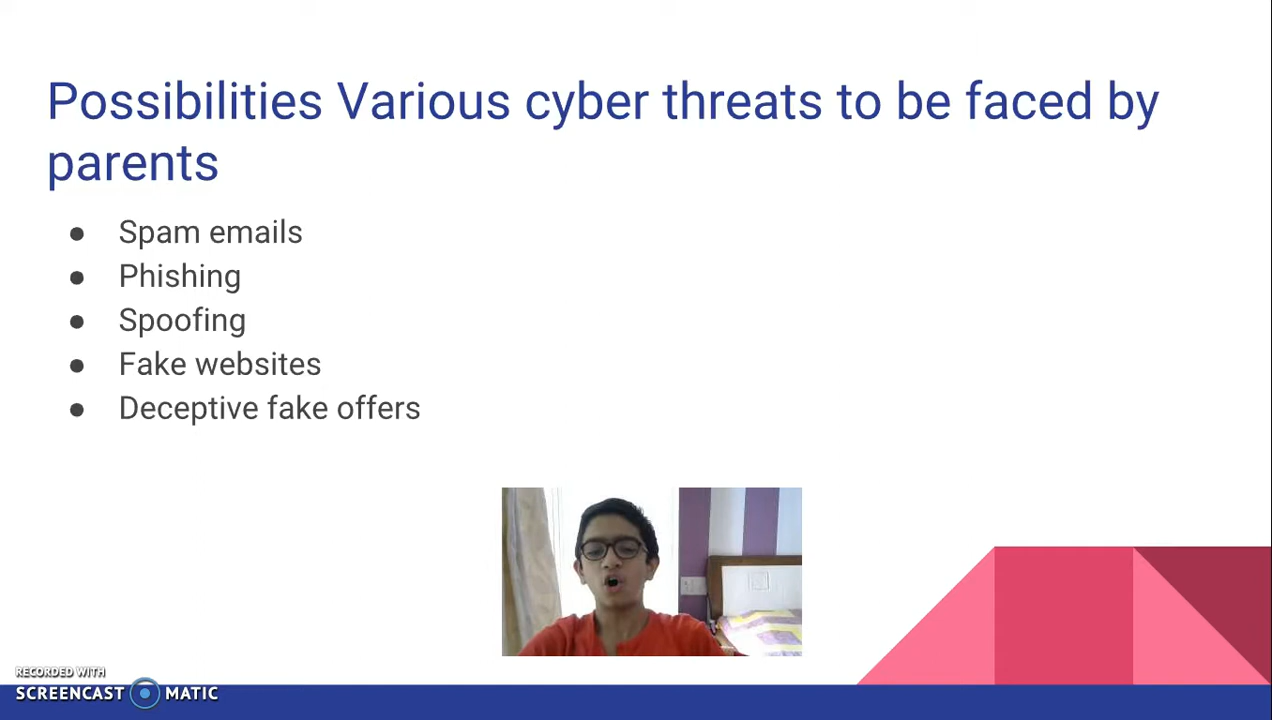 Possibilities Various cyber threats to be faced by
parents
● Spam emails
● Phishing
● Spoofing
● Fake websites
● Deceptive fake offers
RECORDED WITH
SCREENCAST MATIC